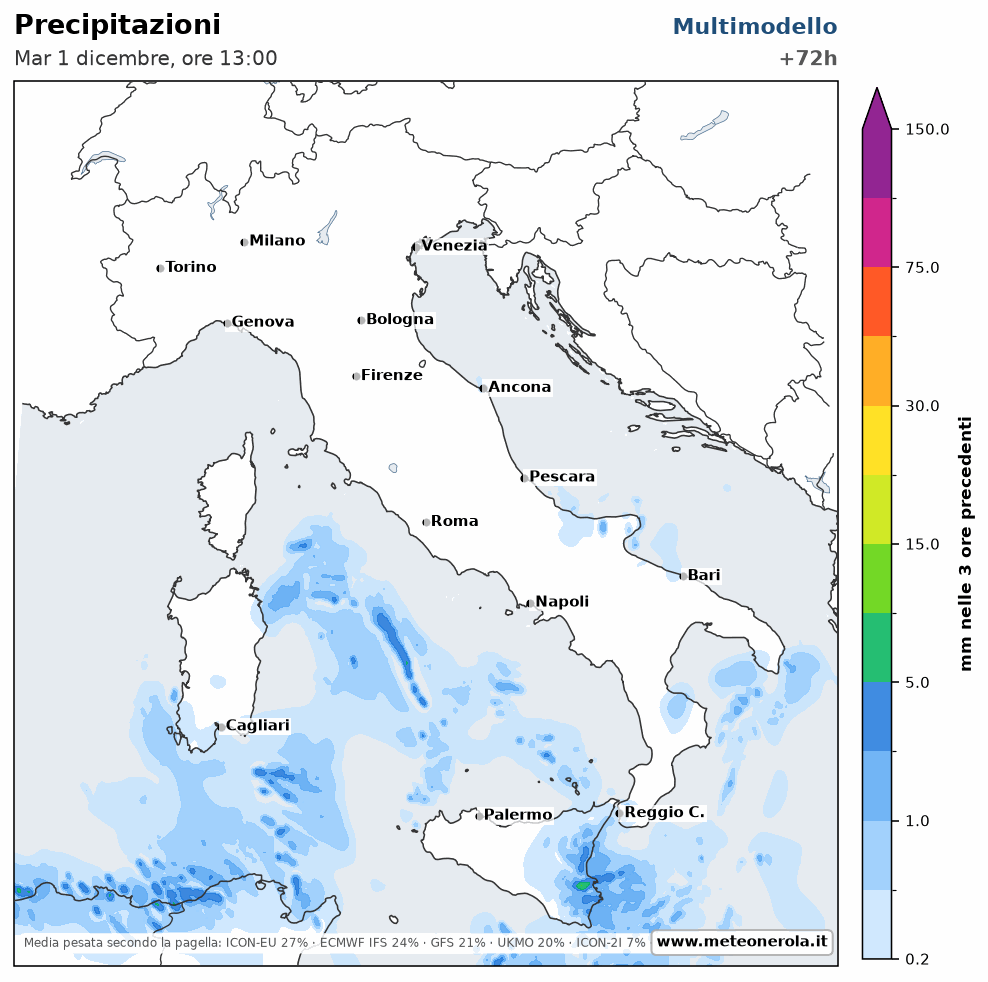 Precipitazioni
Multimodello
Mar 1 dicembre, ore 13:00
+72h
150.0
75.0
30.0
15.0
5.0
1.0
0.2
mm nelle 3 ore precedenti
Milano
Venezia
Torino
Genova
Bologna
Firenze
Ancona
Pescara
Roma
Bari
Napoli
Cagliari
Palermo
Reggio C.
Media pesata secondo la pagella: ICON-EU 27% · ECMWF IFS 24% · GFS 21% · UKMO 20% · ICON-2I 7%
www.meteonerola.it